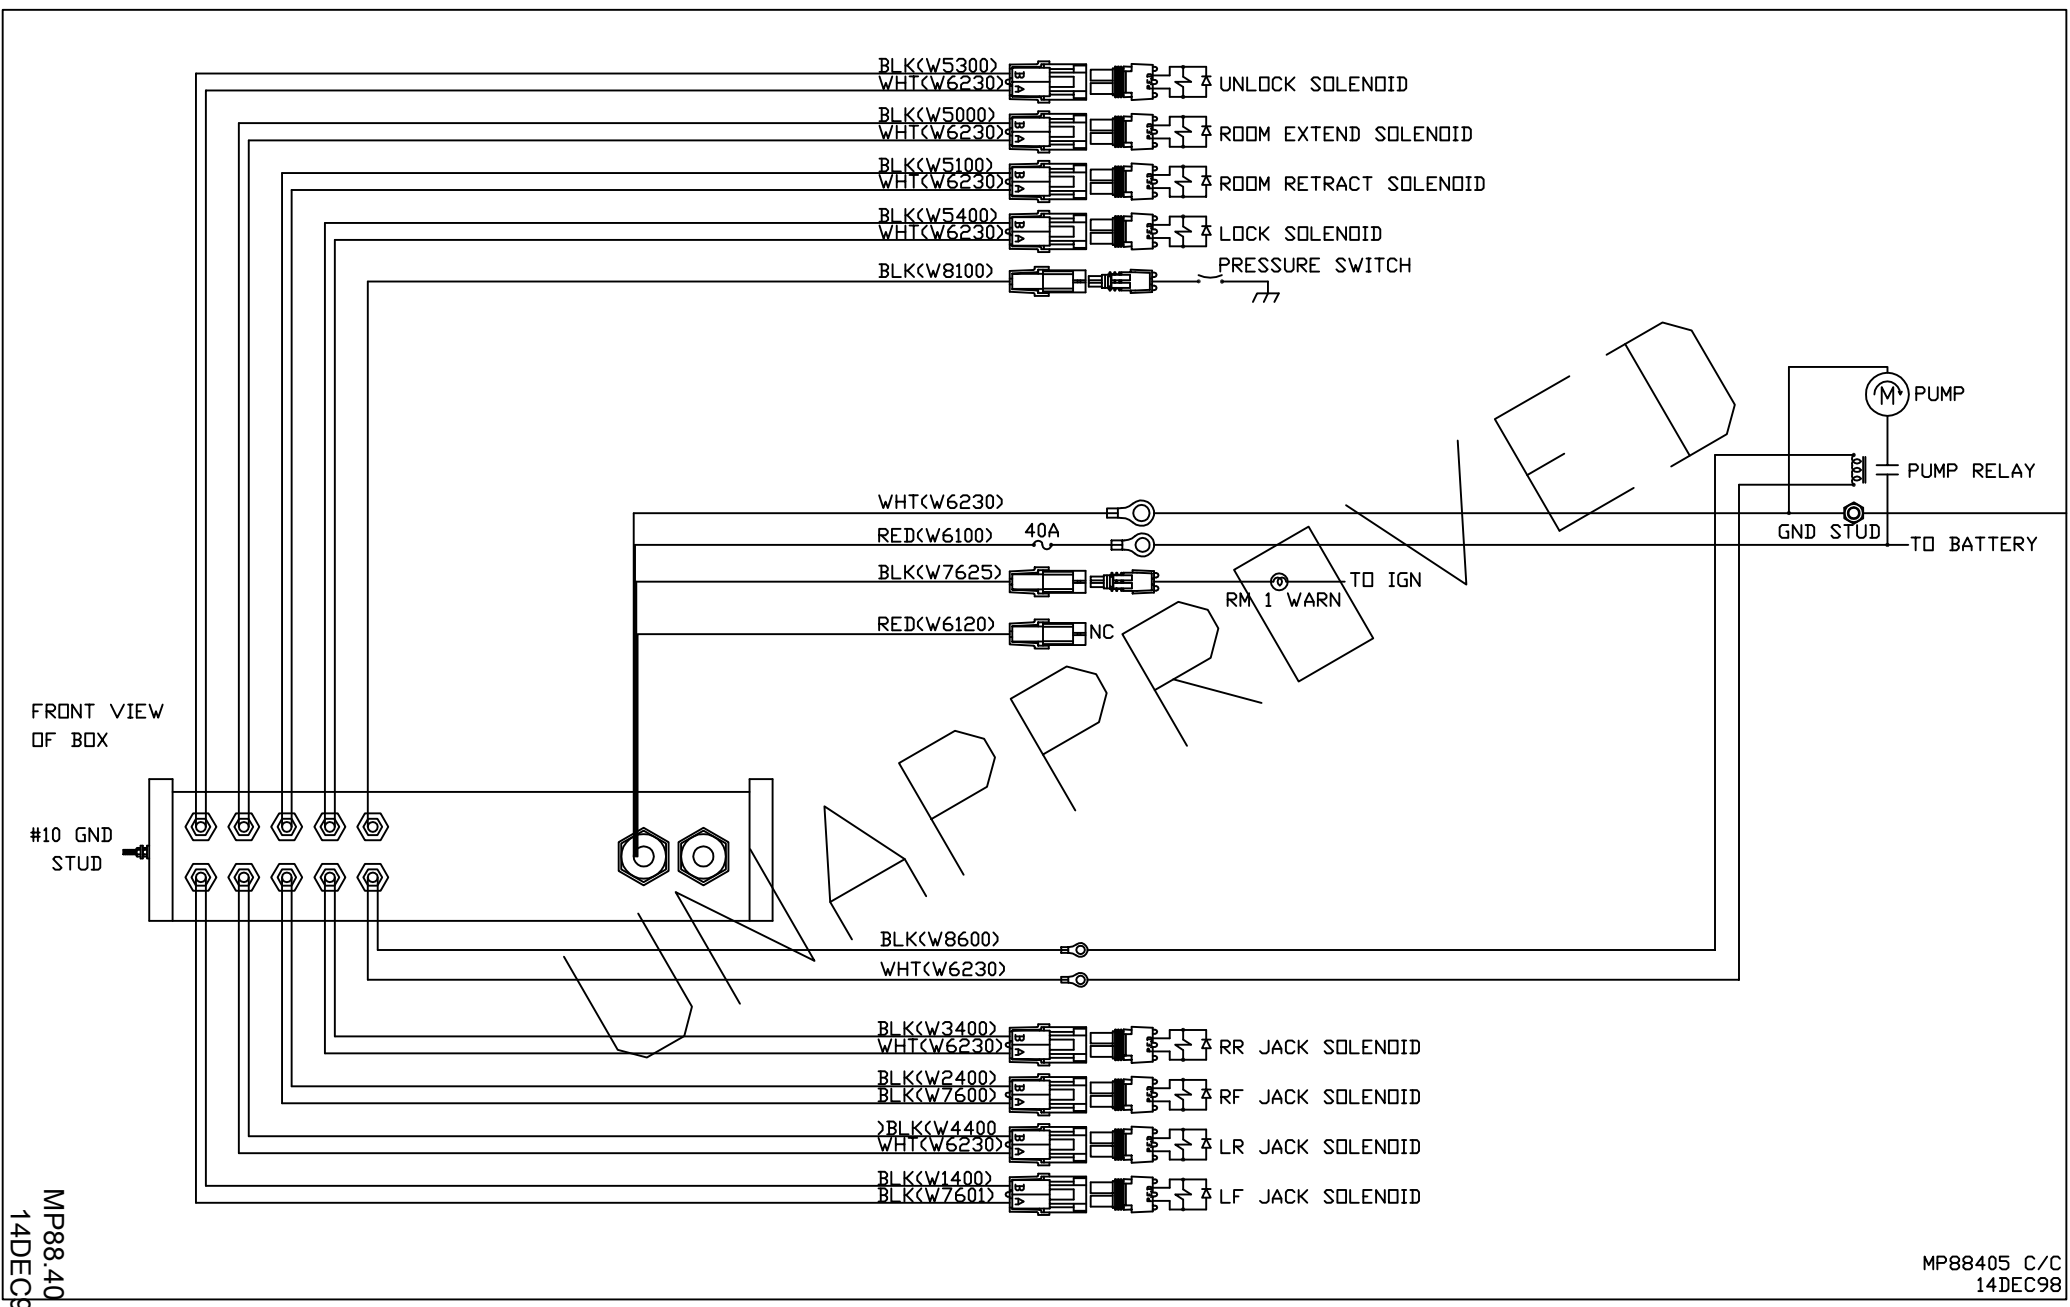 BLK(W5300)
WHT(W6230)
B
A
UNLOCK SOLENOID
BLK(W5000)
WHT(W6230)
B
A
ROOM EXTEND SOLENOID
BLK(W5100)
WHT(W6230)
B
A
ROOM RETRACT SOLENOID
BLK(W5400)
WHT(W6230)
B
A
LOCK SOLENOID
BLK(W8100)
PRESSURE SWITCH
M PUMP
PUMP RELAY
WHT(W6230)
GND STUD
RED(W6100)
40A
TO BATTERY
BLK(W7625)
TO IGN
RM 1 WARN
RED(W6120)
NC
UNAPPROVED
FRONT VIEW
OF BOX
#10 GND
STUD
BLK(W8600)
WHT(W6230)
BLK(W3400)
WHT(W6230)
B
A
RR JACK SOLENOID
BLK(W2400)
BLK(W7600)
B
A
RF JACK SOLENOID
)BLK(W4400
WHT(W6230)
B
A
LR JACK SOLENOID
BLK(W1400)
BLK(W7601)
B
A
LF JACK SOLENOID
MP88.40
14DEC9
MP88405 C/C
14DEC98